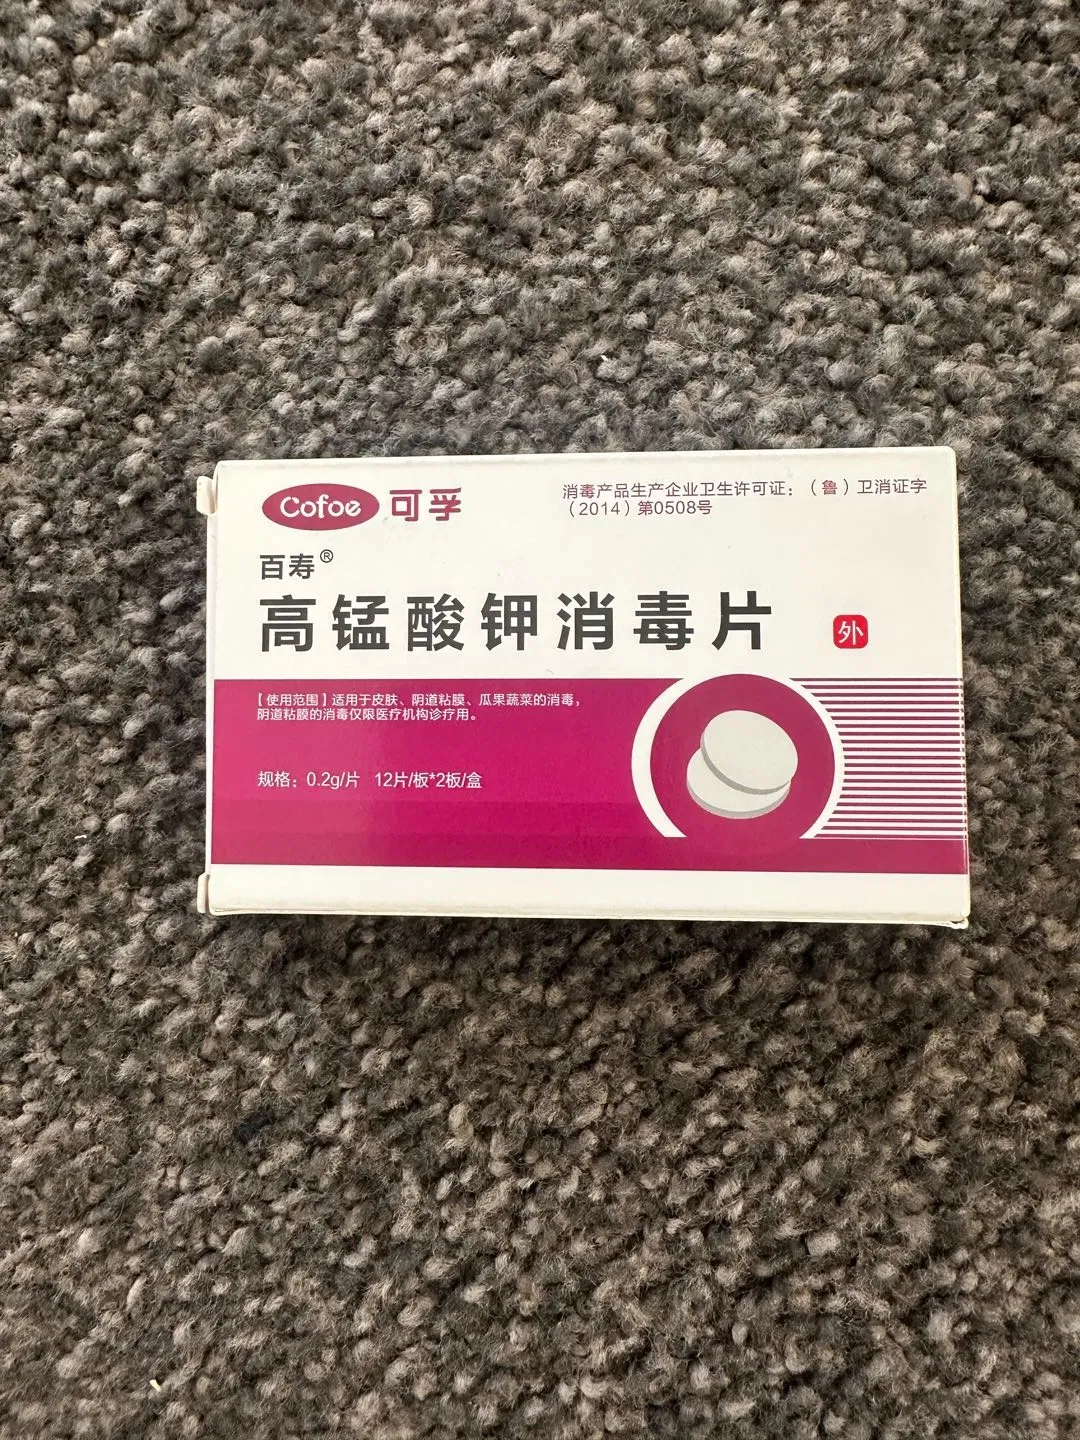 Cofoe 可孚
消毒产品生产企业卫生许可证：（鲁）卫消证字
（2014）第0508号
百寿®
高锰酸钾消毒片
外
【使用范围】适用于皮肤、阴道粘膜、瓜果蔬菜的消毒，
阴道粘膜的消毒仅限医疗机构诊疗用。
规格：0.2g/片 12片/板*2板/盒